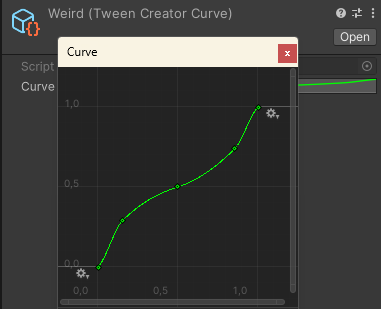 Weird (Tween Creator Curve)
Open
Script
Curve
Curve
x
1,0
0,5
0,0
0,0 0,5 1,0